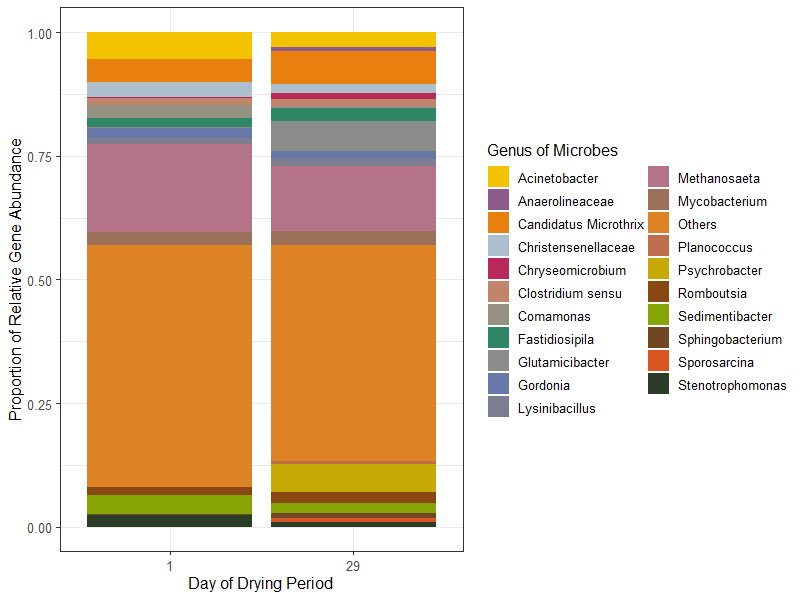 1.00
0.75
0.50
0.25
0.00
Proportion of Relative Gene Abundance
1
29
Day of Drying Period
Genus of Microbes
Acinetobacter
Anaerolineaceae
Candidatus Microthrix
Christensenellaceae
Chryseomicrobium
Clostridium sensu
Comamonas
Fastidiosipila
Glutamicibacter
Gordonia
Lysinibacillus
Methanosaeta
Mycobacterium
Others
Planococcus
Psychrobacter
Romboutsia
Sedimentibacter
Sphingobacterium
Sporosarcina
Stenotrophomonas